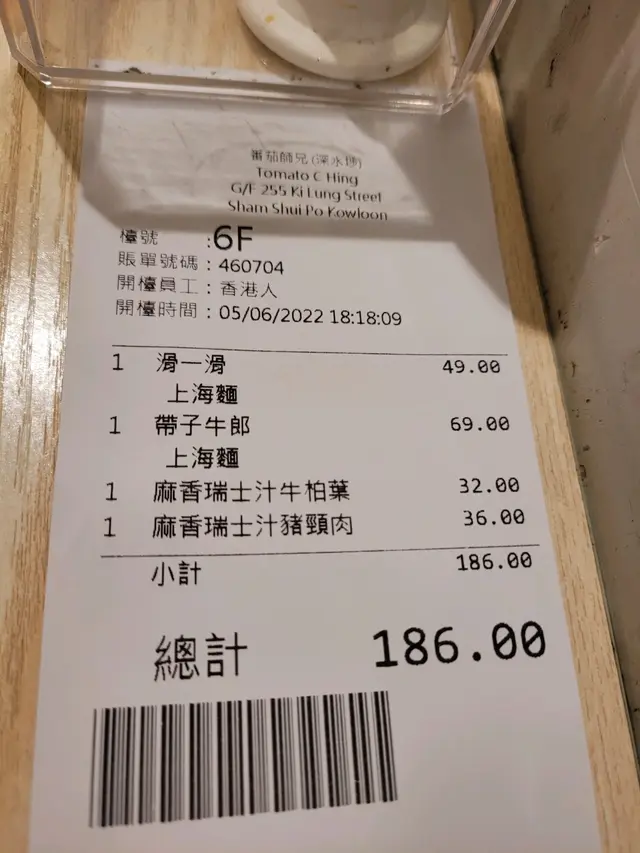 番茄師兄 (深水埗)
Tomato C Hing
G/F 255 Ki Lung Street
Sham Shui Po Kowloon
檯號 :6F
賬單號碼：460704
開檯員工：香港人
開檯時間：05/06/2022 18:18:09
1 滑一滑 49.00
上海麵
1 帶子牛郎 69.00
上海麵
1 麻香瑞士汁牛柏葉 32.00
1 麻香瑞士汁豬頸肉 36.00
小計 186.00
總計 186.00